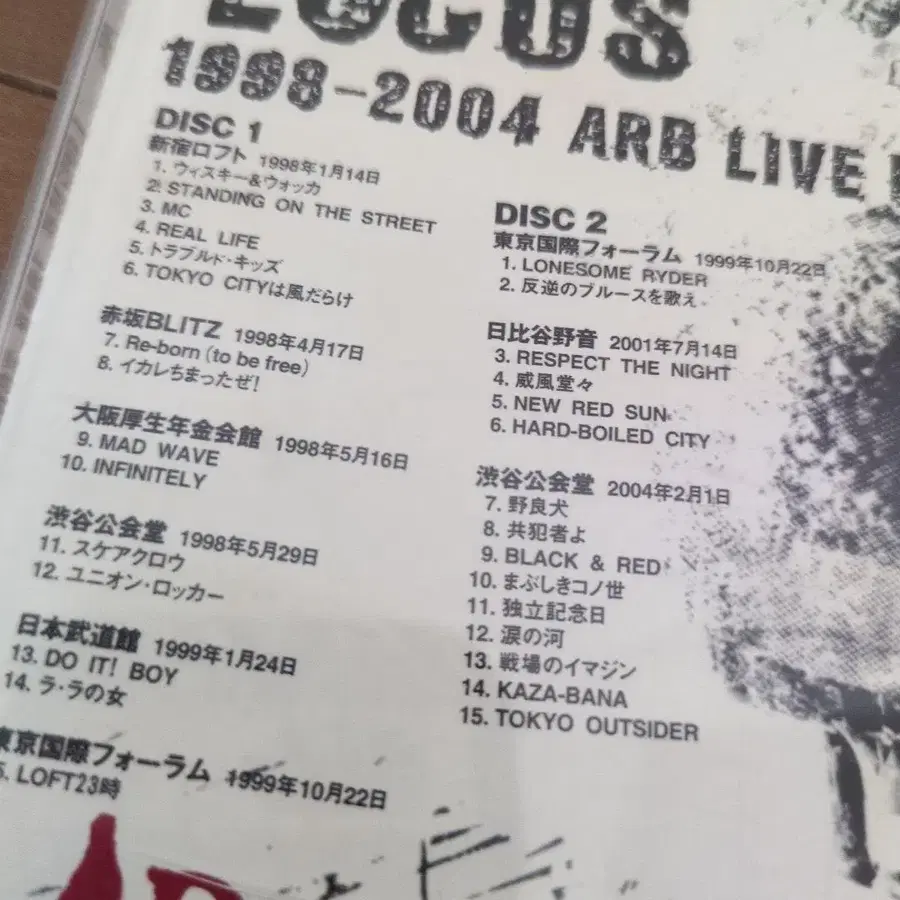 LOCUS
1998-2004 ARB LIVE
DISC 1
新宿ロフト 1998年1月14日
1. ウィスキー&ウォッカ
2. STANDING ON THE STREET
3. MC
4. REAL LIFE
5. トラブルド・キッズ
6. TOKYO CITYは風だらけ
赤坂BLITZ 1998年4月17日
7. Re-born (to be free)
8. イカレちまったぜ!
大阪厚生年金会館 1998年5月16日
9. MAD WAVE
10. INFINITELY
渋谷公会堂 1998年5月29日
11. スケアクロウ
12. ユニオン・ロッカー
日本武道館 1999年1月24日
13. DO IT! BOY
14. ラ・ラの女
東京国際フォーラム 1999年10月22日
5. LOFT23時
DISC 2
東京国際フォーラム 1999年10月22日
1. LONESOME RYDER
2. 反逆のブルースを歌え
日比谷野音 2001年7月14日
3. RESPECT THE NIGHT
4. 威風堂々
5. NEW RED SUN
6. HARD-BOILED CITY
渋谷公会堂 2004年2月1日
7. 野良犬
8. 共犯者よ
9. BLACK & RED
10. まぶしきコノ世
11. 独立記念日
12. 涙の河
13. 戦場のイマジン
14. KAZA-BANA
15. TOKYO OUTSIDER